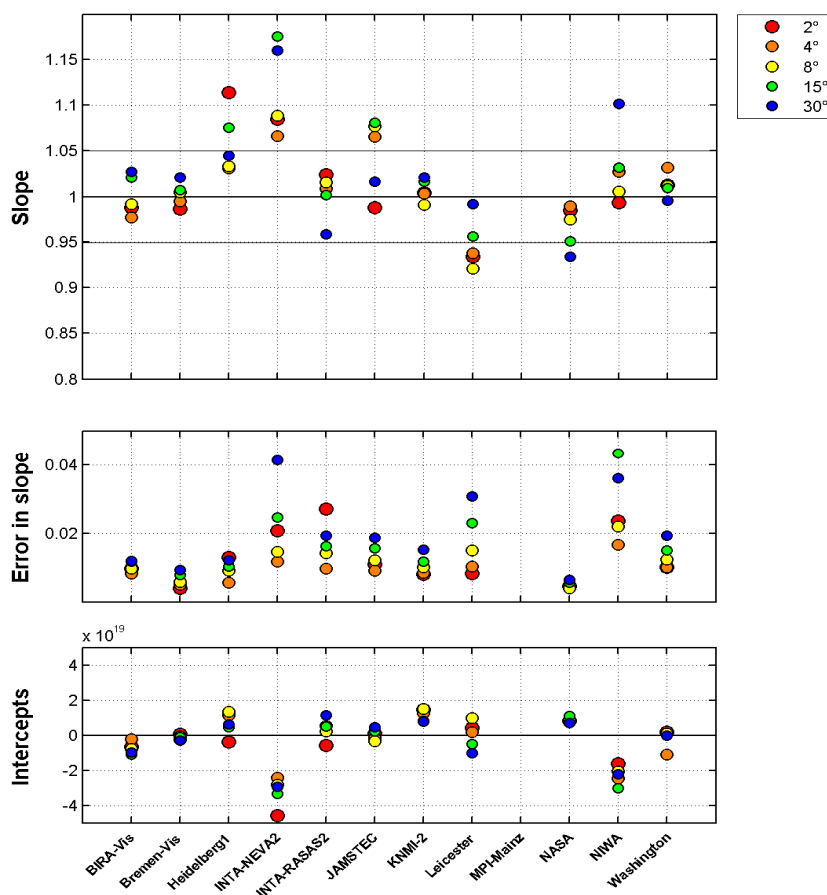 2°
4°
8°
15°
30°
Slope
1.15
1.1
1.05
1
0.95
0.9
0.85
0.8
Error in slope
0.04
0.02
x 10¹⁹
Intercepts
4
2
0
-2
-4
BIRA-Vis
Bremen-Vis
Heidelberg1
INTA-NEVA2
INTA-RASAS2
JAMSTEC
KNMI-2
Leicester
MPI-Mainz
NASA
NIWA
Washington